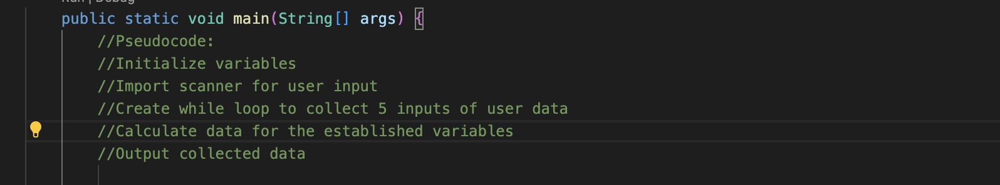 Run | Debug
public static void main(String[] args) {
//Pseudocode:
//Initialize variables
//Import scanner for user input
//Create while loop to collect 5 inputs of user data
//Calculate data for the established variables
//Output collected data